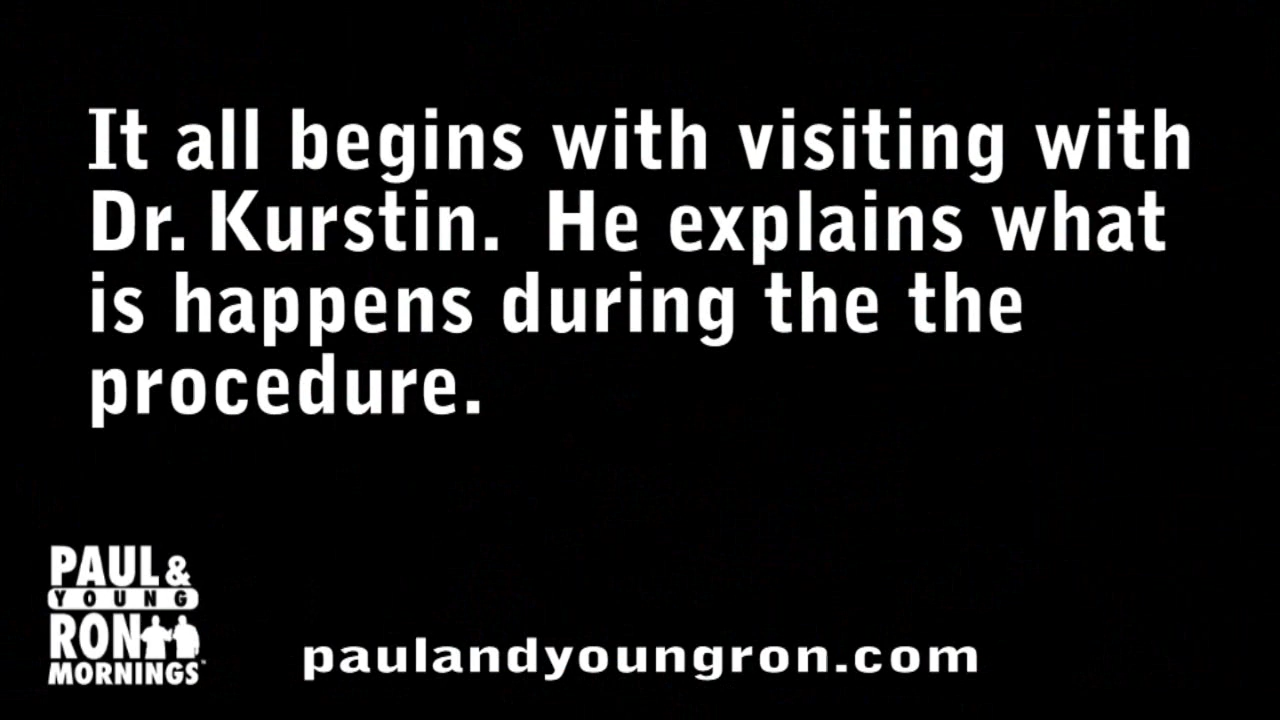 It all begins with visiting with
Dr. Kurstin.  He explains what
is happens during the the
procedure.
PAUL &
YOUNG
RON
MORNINGS™
paulandyoungron.com